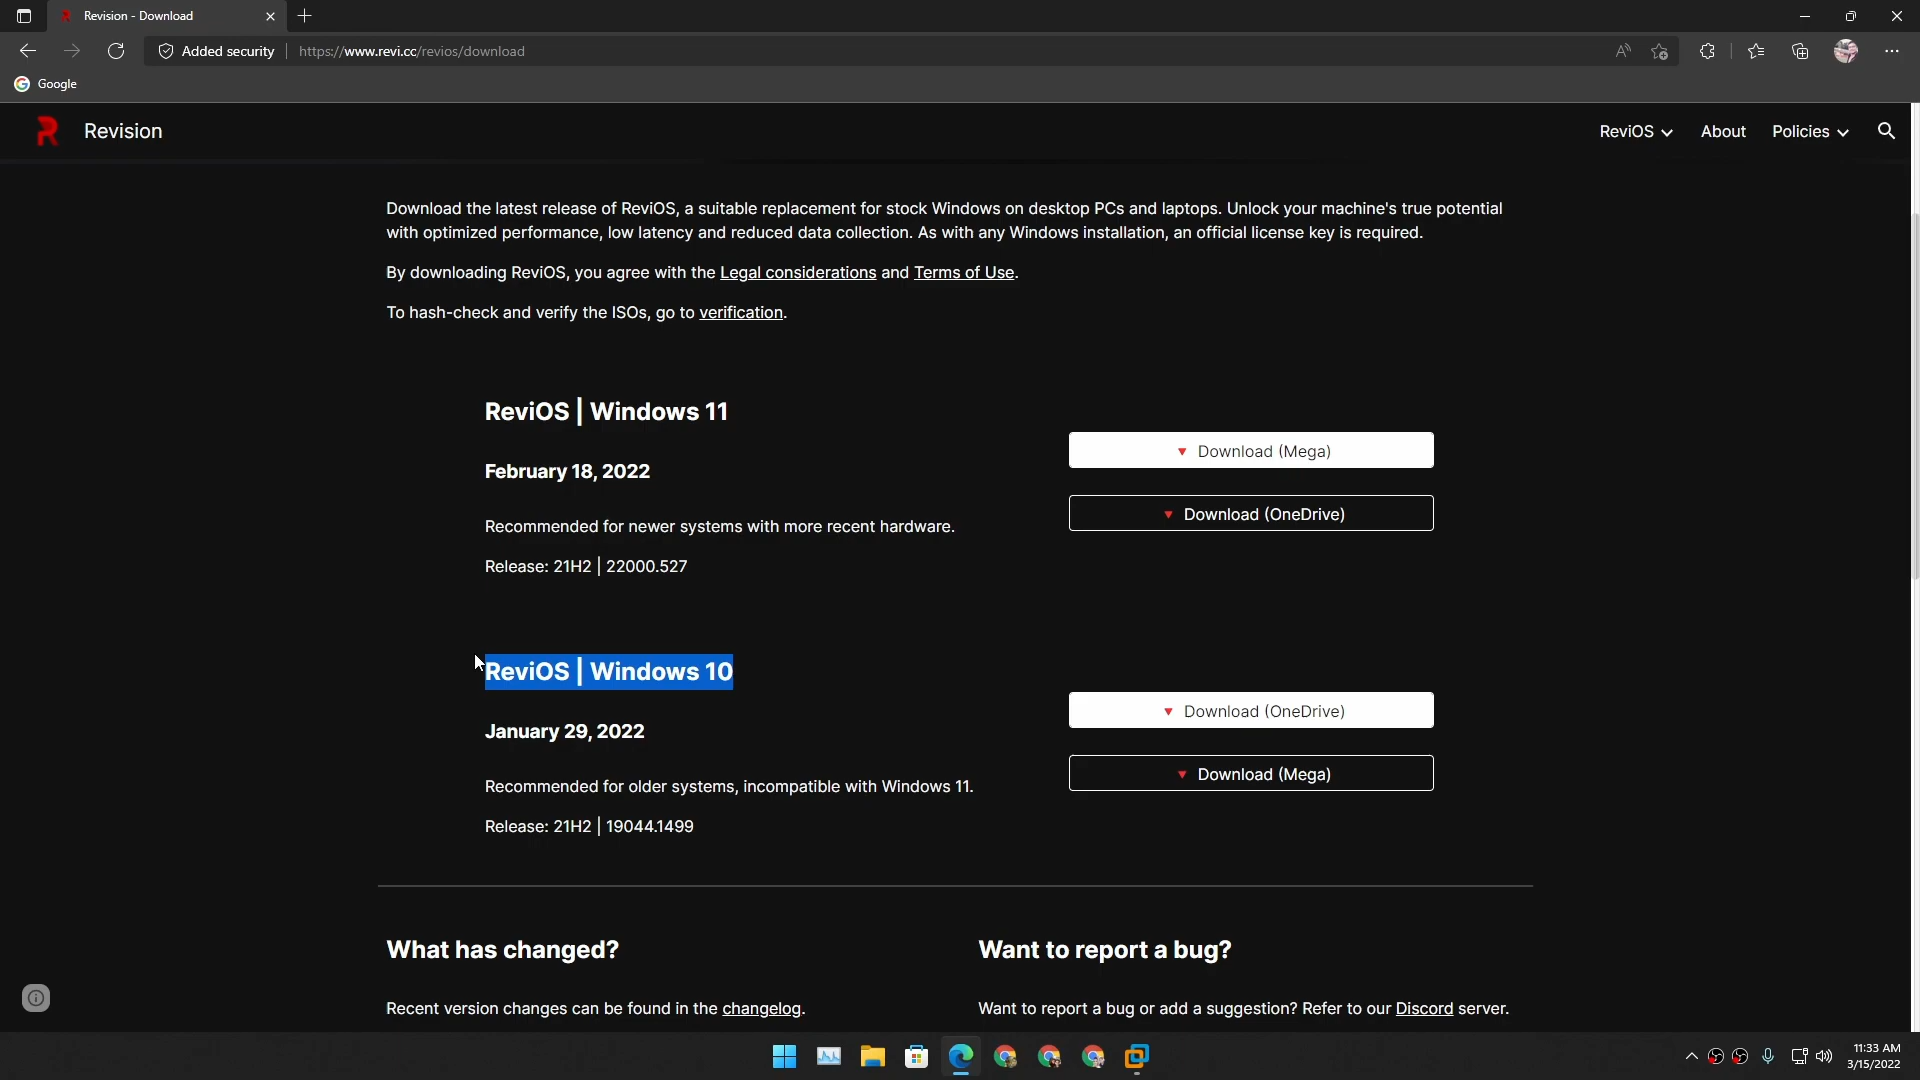 Revision - Download
Added security
https://www.revi.cc/revios/download
Google
Revision
ReviOS
About
Policies
Download the latest release of ReviOS, a suitable replacement for stock Windows on desktop PCs and laptops. Unlock your machine's true potential
with optimized performance, low latency and reduced data collection. As with any Windows installation, an official license key is required.
By downloading ReviOS, you agree with the Legal considerations and Terms of Use.
To hash-check and verify the ISOs, go to verification.
ReviOS | Windows 11
Download (Mega)
February 18, 2022
Download (OneDrive)
Recommended for newer systems with more recent hardware.
Release: 21H2 | 22000.527
ReviOS | Windows 10
Download (OneDrive)
January 29, 2022
Download (Mega)
Recommended for older systems, incompatible with Windows 11.
Release: 21H2 | 19044.1499
What has changed?
Want to report a bug?
Recent version changes can be found in the changelog.
Want to report a bug or add a suggestion? Refer to our Discord server.
11:33 AM
3/15/2022